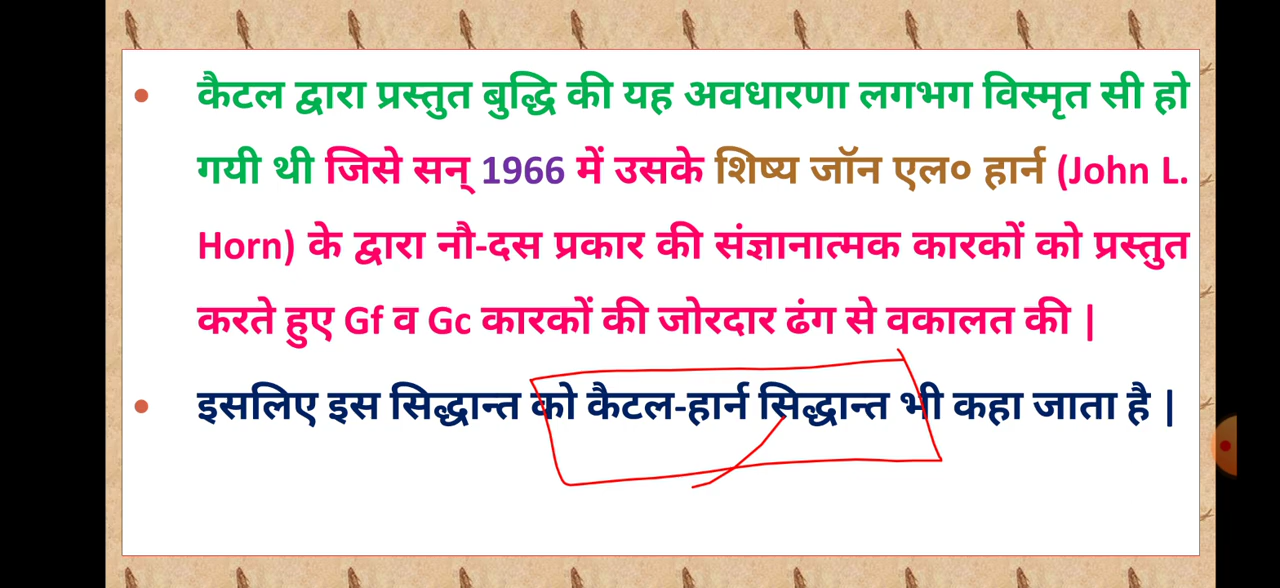 • कैटल द्वारा प्रस्तुत बुद्धि की यह अवधारणा लगभग विस्मृत सी हो
गयी थी जिसे सन् 1966 में उसके शिष्य जॉन एल० हार्न (John L.
Horn) के द्वारा नौ-दस प्रकार की संज्ञानात्मक कारकों को प्रस्तुत
करते हुए Gf व Gc कारकों की जोरदार ढंग से वकालत की |
• इसलिए इस सिद्धान्त को कैटल-हार्न सिद्धान्त भी कहा जाता है |